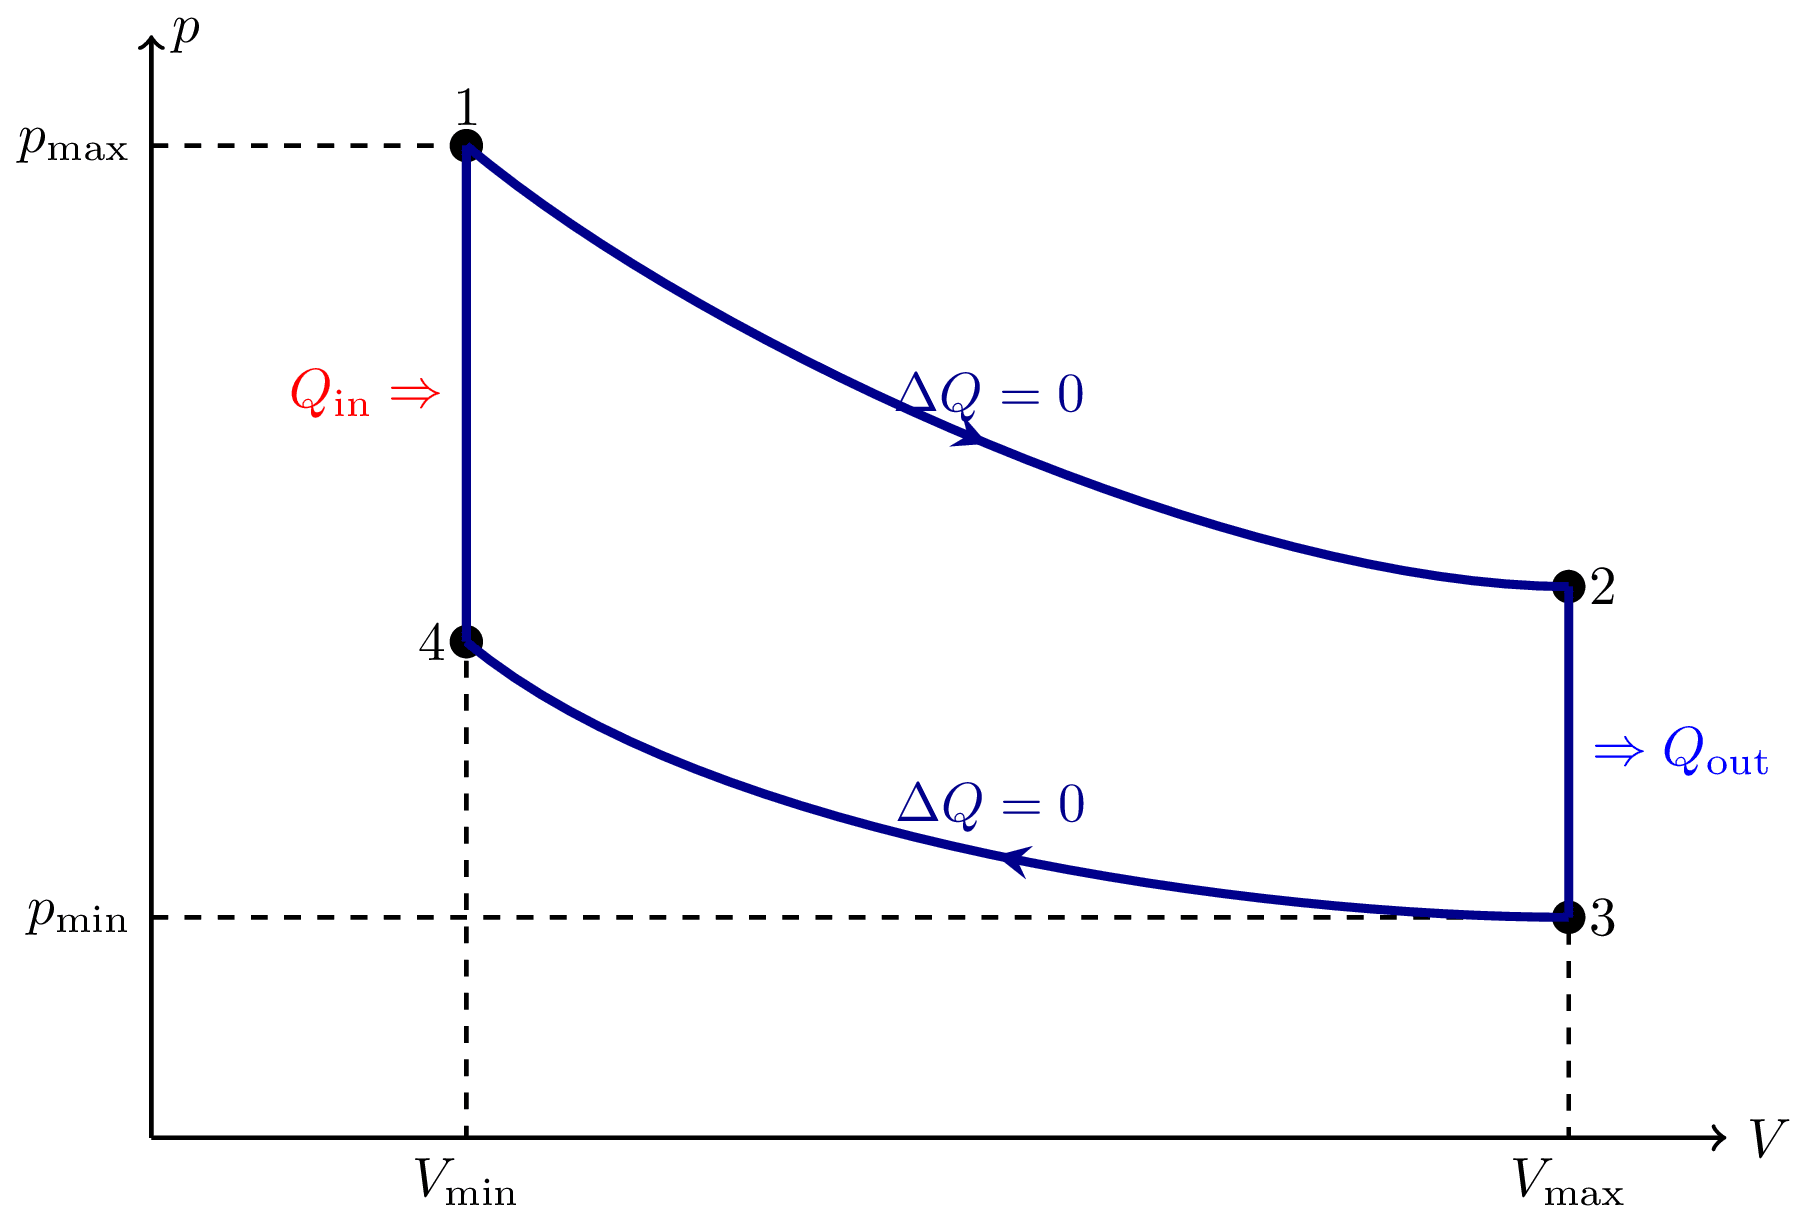 p
1
p_max
Q_in ⇒
ΔQ = 0
2
4
⇒ Q_out
ΔQ = 0
p_min
3
V
V_min
V_max